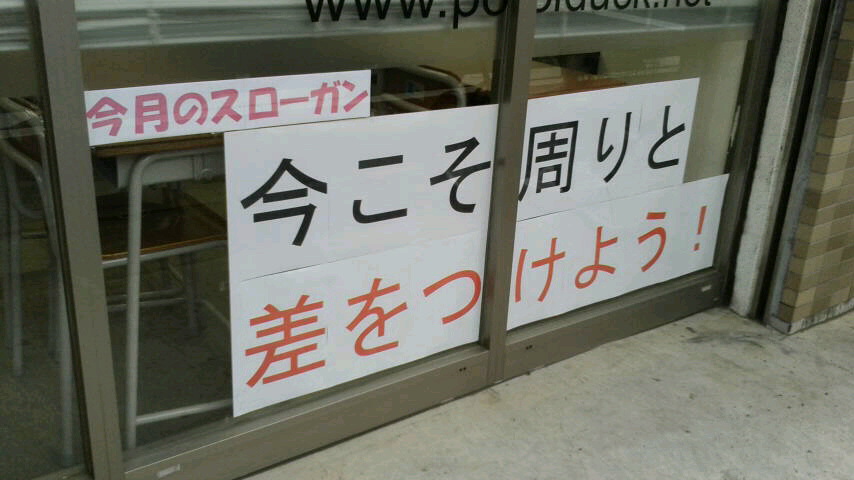 今月のスローガン
今こそ周りと
差をつけよう！